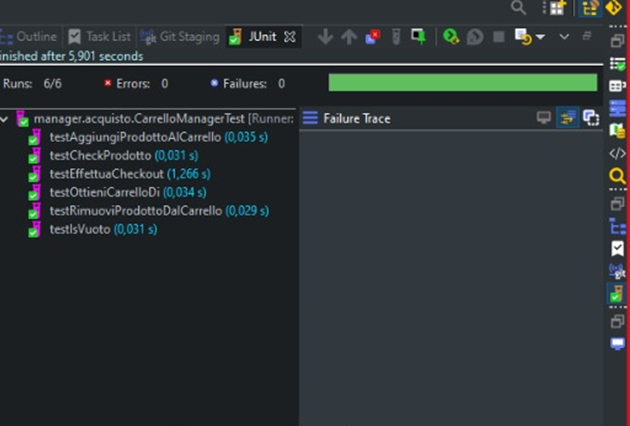 Outline Task List Git Staging JUnit
inished after 5,901 seconds
Runs: 6/6 Errors: 0 Failures: 0
manager.acquisto.CarrelloManagerTest [Runner: Failure Trace
testAggiungiProdottoAlCarrello (0,035 s)
testCheckProdotto (0,031 s)
testEffettuaCheckout (1,266 s)
testOttieniCarrelloDi (0,034 s)
testRimuoviProdottoDalCarrello (0,029 s)
testIsVuoto (0,031 s)